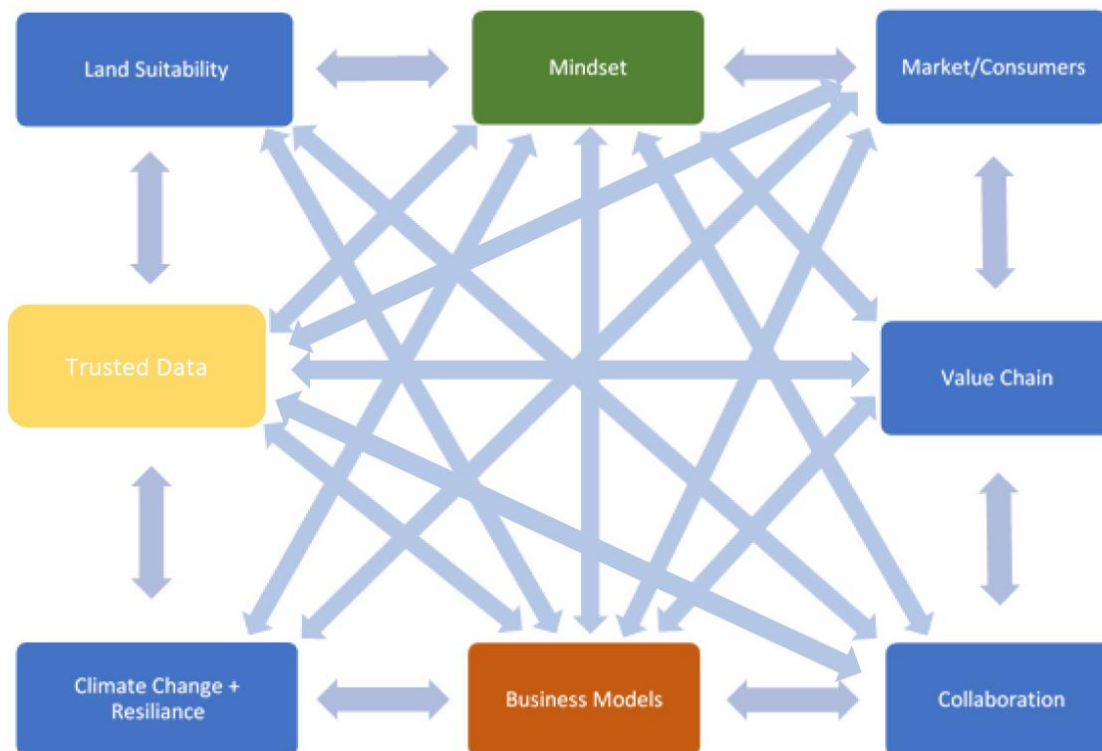 Land Suitability
Mindset
Market/Consumers
Trusted Data
Value Chain
Climate Change +
Resiliance
Business Models
Collaboration